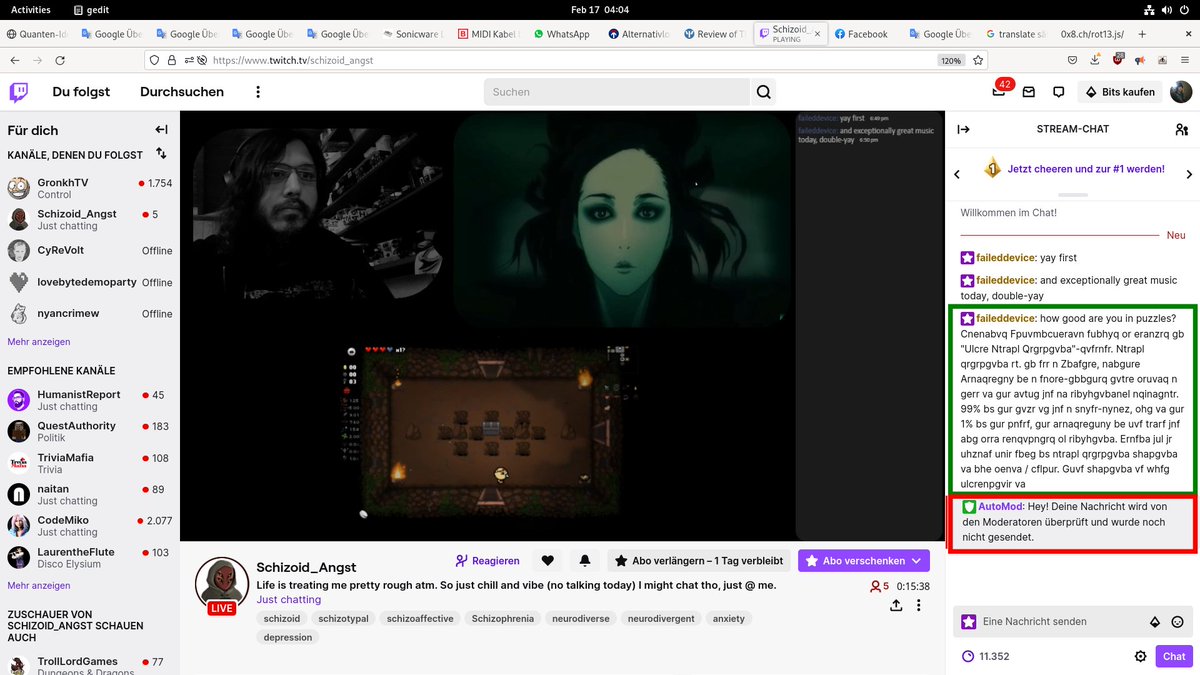 Activities
gedit
Feb 17 04:04
Quanten-Id
Google Übe
Google Übe
Google Übe
Google Übe
Sonicware L
MIDI Kabel
WhatsApp
Alternativlo
Review of T
Schizoid_
PLAYING
Facebook
Google Übe
translate sä
0x8.ch/rot13.js/
https://www.twitch.tv/schizoid_angst
120%
Du folgst
Durchsuchen
Suchen
42
Bits kaufen
Für dich
KANÄLE, DENEN DU FOLGST
GronkhTV
1.754
Control
Schizoid_Angst
5
Just chatting
CyReVolt
Offline
lovebytedemoparty
Offline
nyancrimew
Offline
Mehr anzeigen
EMPFOHLENE KANÄLE
HumanistReport
45
Just chatting
QuestAuthority
183
Politik
TriviaMafia
108
Trivia
naitan
89
Just chatting
CodeMiko
2.077
Just chatting
LaurentheFlute
103
Disco Elysium
Mehr anzeigen
ZUSCHAUER VON
SCHIZOID_ANGST SCHAUEN
AUCH
TrollLordGames
77
Dungeons & Dragons
faileddevice: yay first 6:49 pm
faileddevice: and exceptionally great music
today, double-yay 6:50 pm
LIVE
Schizoid_Angst
Reagieren
Abo verlängern – 1 Tag verbleibt
Abo verschenken
Life is treating me pretty rough atm. So just chill and vibe (no talking today) I might chat tho, just @ me.
Just chatting
5
0:15:38
schizoid
schizotypal
schizoaffective
Schizophrenia
neurodiverse
neurodivergent
anxiety
depression
STREAM-CHAT
1
Jetzt cheeren und zur #1 werden!
Willkommen im Chat!
Neu
faileddevice: yay first
faileddevice: and exceptionally great music
today, double-yay
faileddevice: how good are you in puzzles?
Cnenabvq Fpuvmbcueravn fubhyq or eranzrq gb
"Ulcre Ntrapl Qrgrpgvba"-qvfrnfr. Ntrapl
qrgrpgvba rt. gb frr n Zbafgre, nabgure
Arnaqregny be n fnore-gbbgurq gvtre oruvaq n
gerr va gur avtug jnf na ribyhgvbanel nqinagntr.
99% bs gur gvzr vg jnf n snyfr-nynez, ohg va gur
1% bs gur pnfrf, gur arnaqreguny be uvf trarf jnf
abg orra renqvpngrq ol ribyhgvba. Ernfba jul jr
uhznaf unir fbeg bs ntrapl qrgrpgvba shapgvba
va bhe oenva / cflpur. Guvf shapgvba vf whfg
ulcrenpgvir va
AutoMod: Hey! Deine Nachricht wird von
den Moderatoren überprüft und wurde noch
nicht gesendet.
Eine Nachricht senden
11.352
Chat